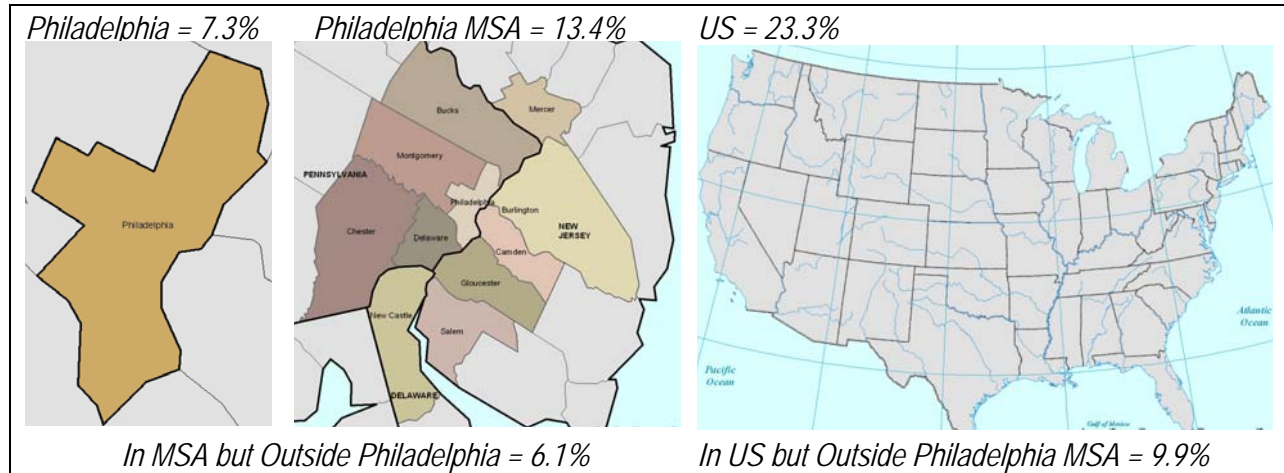 Philadelphia = 7.3%
Philadelphia MSA = 13.4%
US = 23.3%
Philadelphia
Bucks
Mercer
Montgomery
PENNSYLVANIA
Philadelphia
Burlington
Chester
Delaware
NEW
JERSEY
Camden
Gloucester
New Castle
Salem
DELAWARE
Atlantic
Ocean
Pacific
Ocean
Gulf of Mexico
In MSA but Outside Philadelphia = 6.1%
In US but Outside Philadelphia MSA = 9.9%